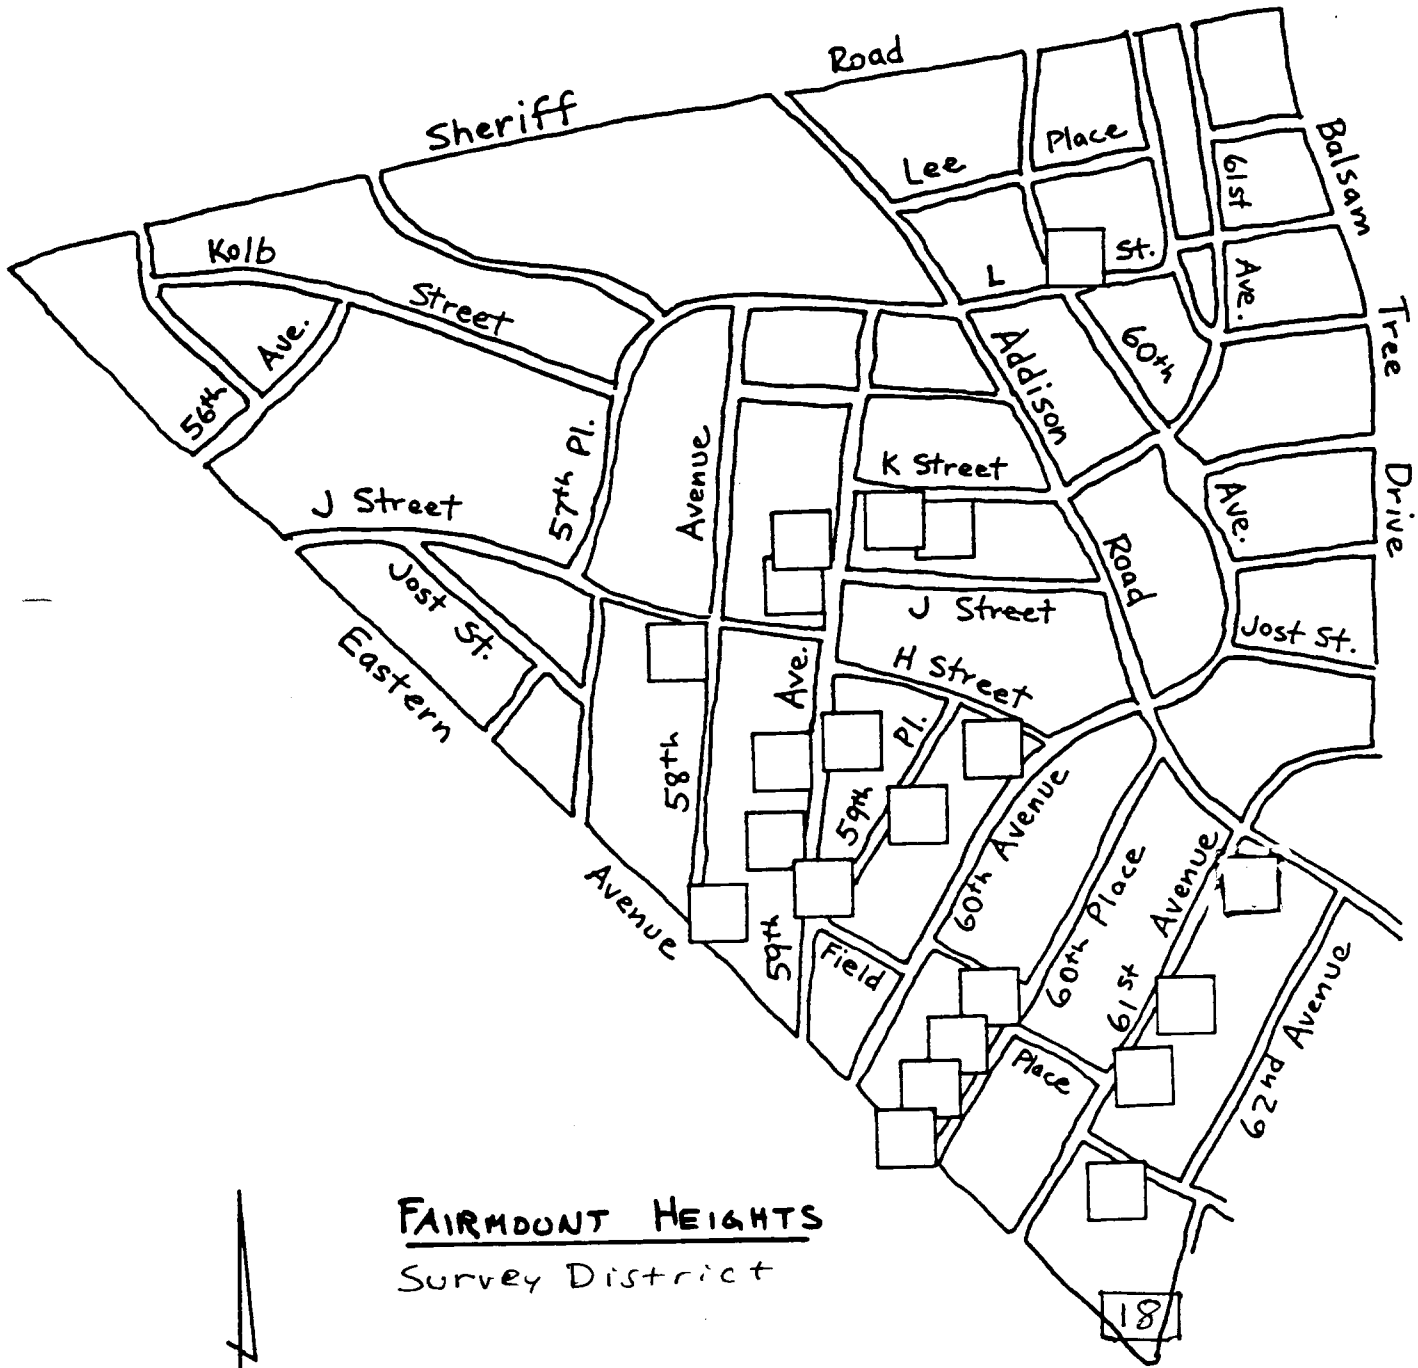 Road
Sheriff
Place
Lee
Balsam
61st
Kolb
St.
L
Ave.
Street
Tree
Ave.
Addison
60th
56th
57th Pl.
Avenue
K Street
Ave.
Drive
J Street
Road
Jost St.
J Street
Jost St.
Eastern
H Street
Ave.
Pl.
58th
59th
60th Avenue
60th Place
Avenue
Avenue
59th
Field
61st
62nd Avenue
Place
FAIRMOUNT HEIGHTS
Survey District
18